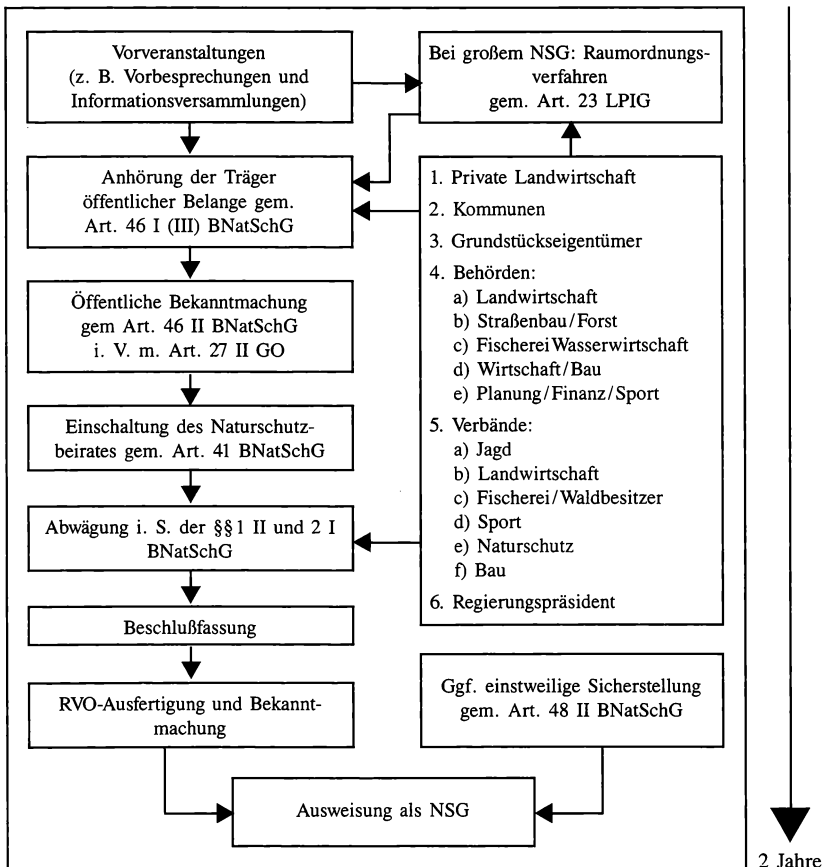 Vorveranstaltungen
(z. B. Vorbesprechungen und
Informationsversammlungen)
Bei großem NSG: Raumordnungs-
verfahren
gem. Art. 23 LPlG
Anhörung der Träger
öffentlicher Belange gem.
Art. 46 I (III) BNatSchG
1. Private Landwirtschaft
2. Kommunen
3. Grundstückseigentümer
4. Behörden:
a) Landwirtschaft
b) Straßenbau/Forst
c) Fischerei Wasserwirtschaft
d) Wirtschaft/Bau
e) Planung/Finanz/Sport
5. Verbände:
a) Jagd
b) Landwirtschaft
c) Fischerei/Waldbesitzer
d) Sport
e) Naturschutz
f) Bau
6. Regierungspräsident
Öffentliche Bekanntmachung
gem Art. 46 II BNatSchG
i. V. m. Art. 27 II GO
Einschaltung des Naturschutz-
beirates gem. Art. 41 BNatSchG
Abwägung i. S. der §§ 1 II und 2 I
BNatSchG
Beschlußfassung
RVO-Ausfertigung und Bekannt-
machung
Ggf. einstweilige Sicherstellung
gem. Art. 48 II BNatSchG
Ausweisung als NSG
2 Jahre